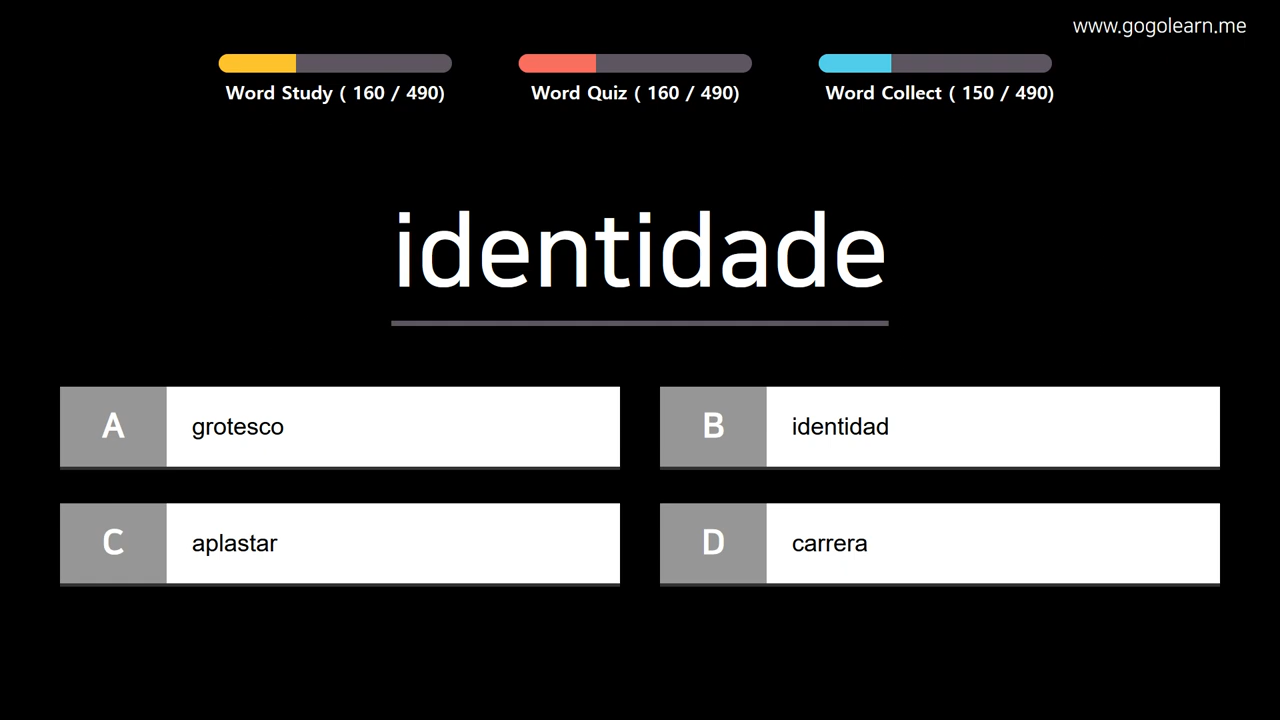 www.gogolearn.me
Word Study ( 160 / 490)
Word Quiz ( 160 / 490)
Word Collect ( 150 / 490)
identidade
A grotesco
B identidad
C aplastar
D carrera